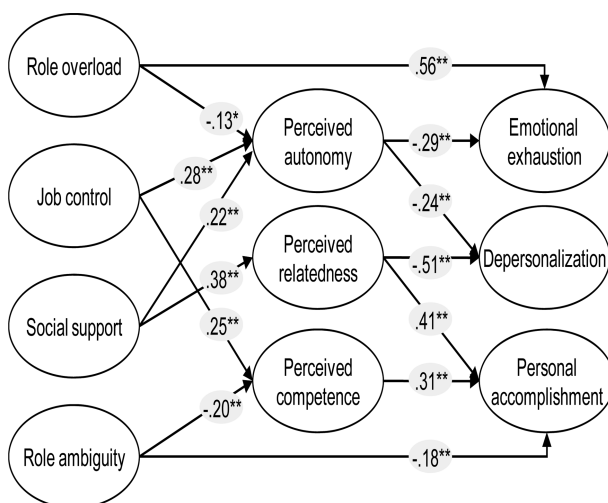 Role overload
.56**
-.13*
Perceived
autonomy
-.29**
Emotional
exhaustion
.28**
Job control
.22**
-.24**
Perceived
relatedness
-.51**
Depersonalization
.38**
Social support
.25**
.41**
Perceived
competence
.31**
Personal
accomplishment
-.20**
Role ambiguity
-.18**